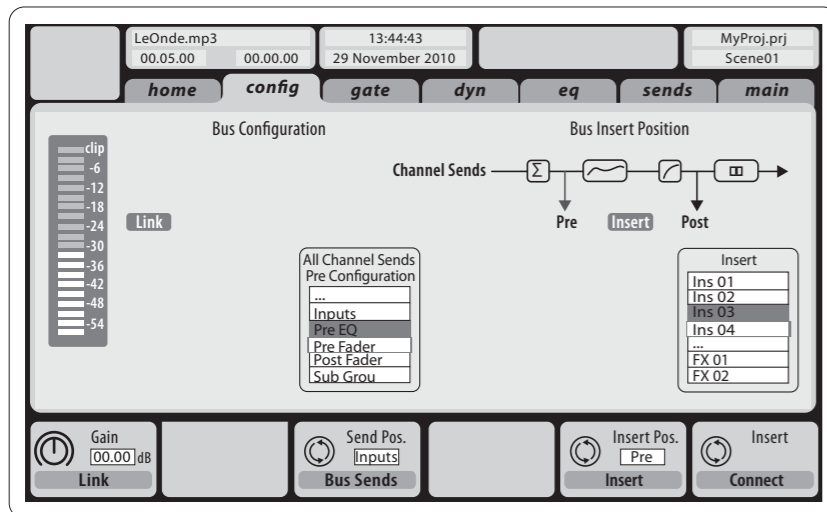 LeOnde.mp3
00.05.00 00.00.00
13:44:43
29 November 2010
MyProj.prj
Scene01
home config gate dyn eq sends main
Bus Configuration
Bus Insert Position
clip
-6
-12
-18
-24
-30
-36
-42
-48
-54
Link
Channel Sends Σ
Pre Insert Post
All Channel Sends
Pre Configuration
...
Inputs
Pre EQ
Pre Fader
Post Fader
Sub Grou
Insert
Ins 01
Ins 02
Ins 03
Ins 04
...
FX 01
FX 02
Gain
00.00 dB
Link
Send Pos.
Inputs
Bus Sends
Insert Pos.
Pre
Insert
Insert
Connect